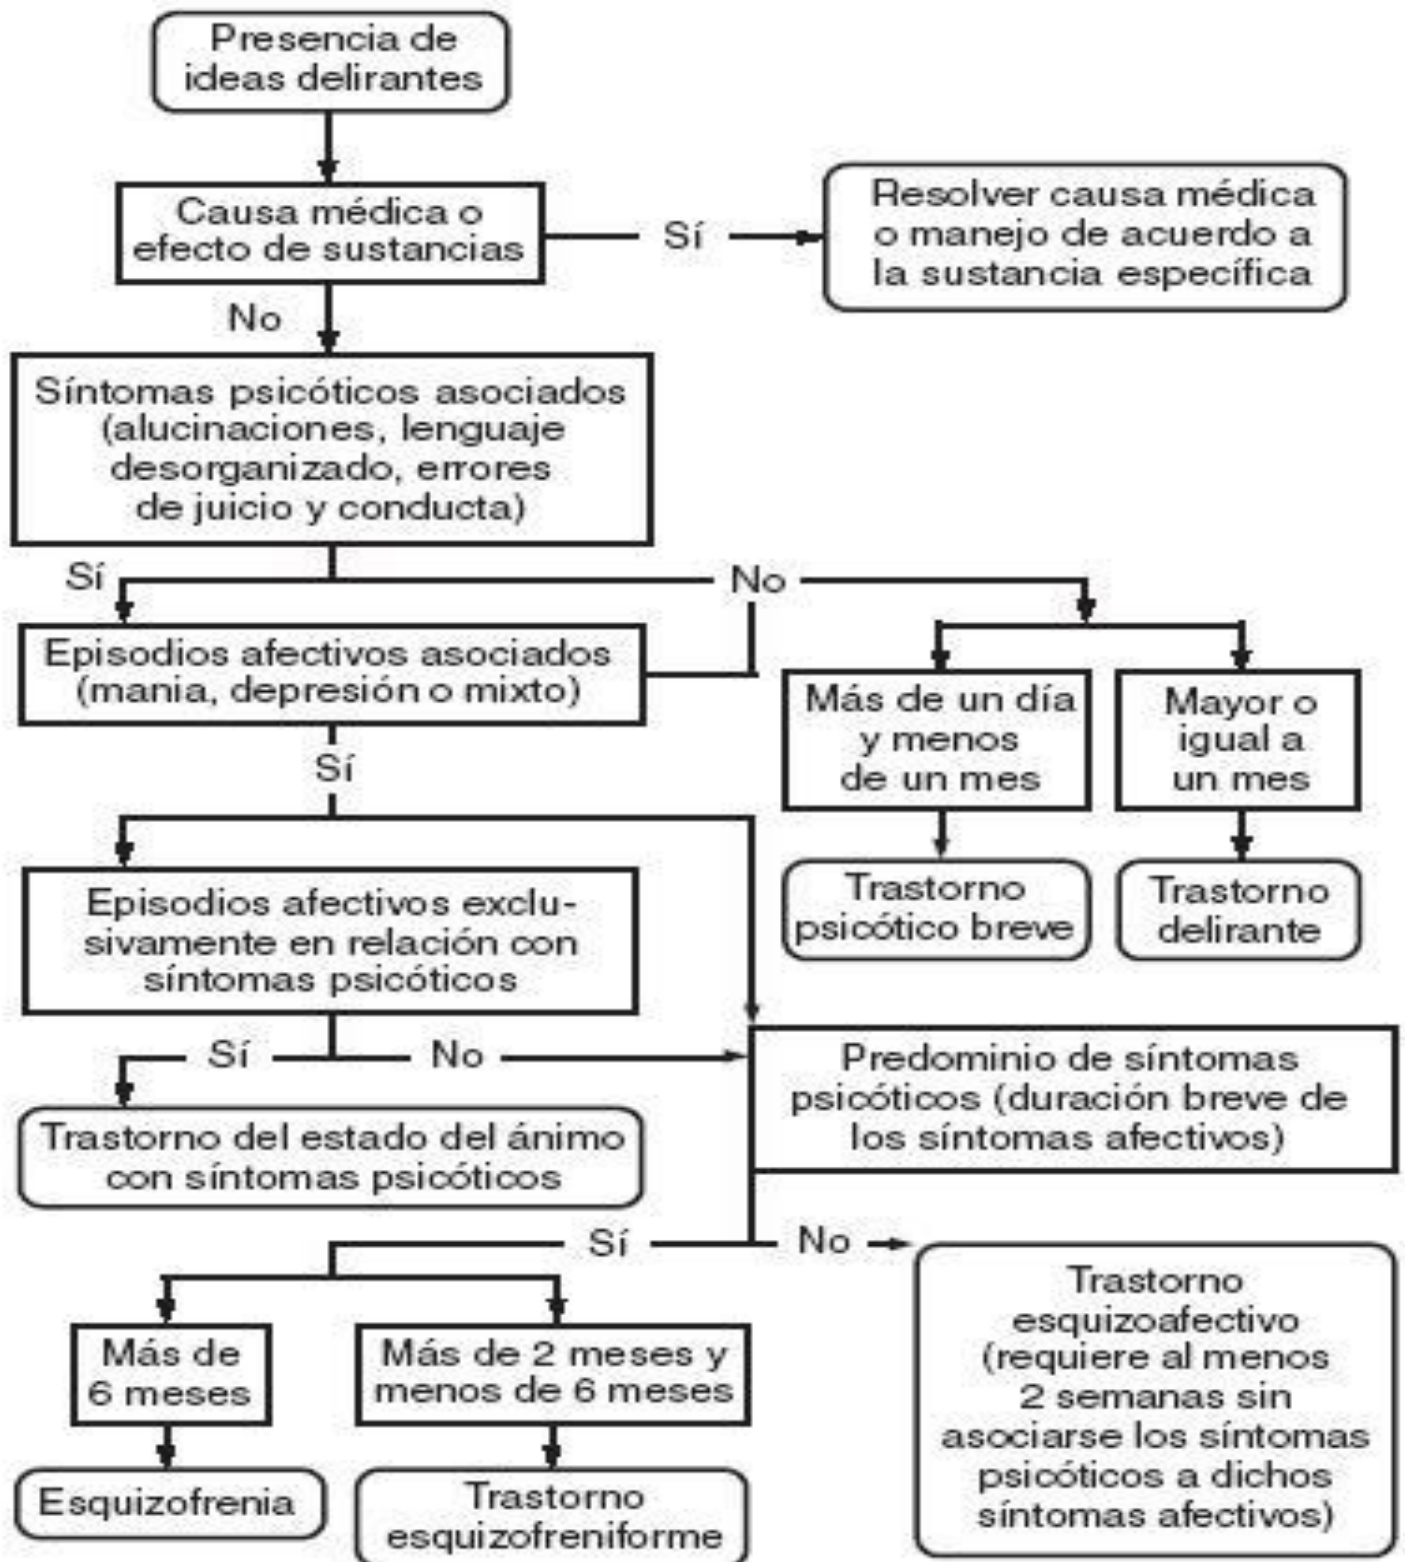 Presencia de
ideas delirantes
Causa médica o
efecto de sustancias
Sí
Resolver causa médica
o manejo de acuerdo a
la sustancia específica
No
Síntomas psicóticos asociados
(alucinaciones, lenguaje
desorganizado, errores
de juicio y conducta)
Sí
No
Episodios afectivos asociados
(mania, depresión o mixto)
Más de un día
y menos
de un mes
Mayor o
igual a
un mes
Sí
Trastorno
psicótico breve
Trastorno
delirante
Episodios afectivos exclu-
sivamente en relación con
síntomas psicóticos
Sí
No
Predominio de síntomas
psicóticos (duración breve de
los síntomas afectivos)
Trastorno del estado del ánimo
con síntomas psicóticos
Sí
No
Más de
6 meses
Más de 2 meses y
menos de 6 meses
Trastorno
esquizoafectivo
(requiere al menos
2 semanas sin
asociarse los síntomas
psicóticos a dichos
síntomas afectivos)
Esquizofrenia
Trastorno
esquizofreniforme